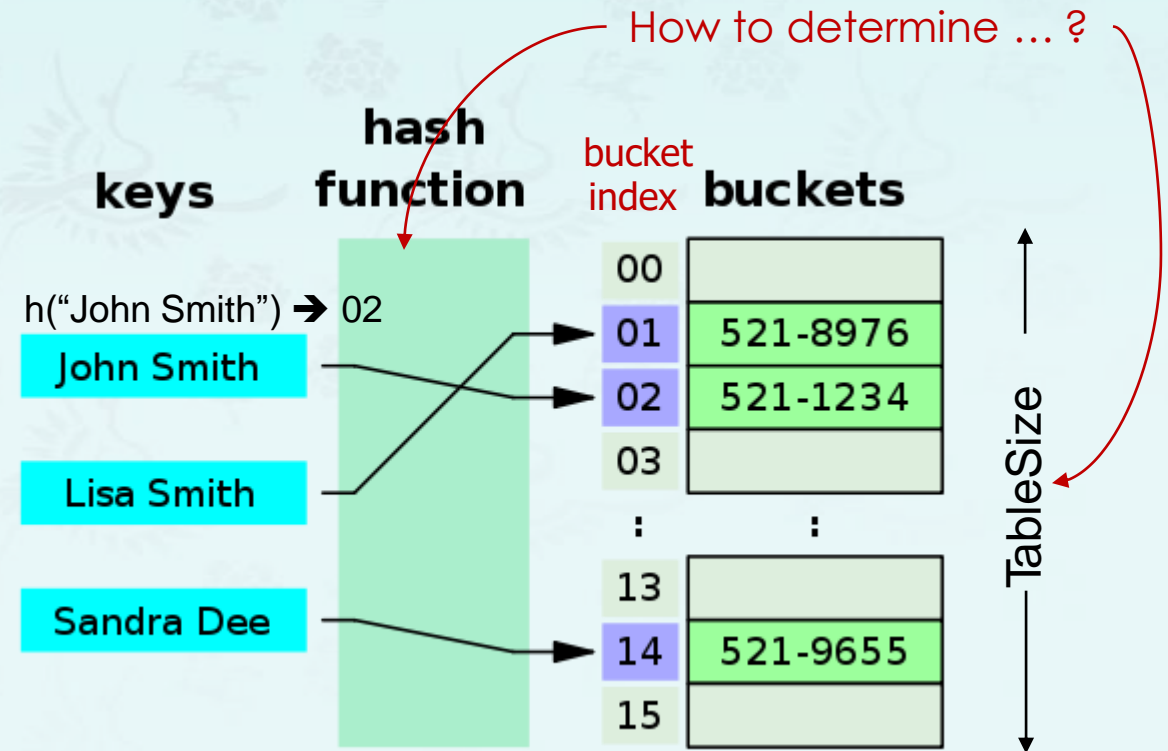 How to determine … ?
hash
function
keys
bucket
index
buckets
h(“John Smith”) ➔ 02
John Smith
Lisa Smith
Sandra Dee
00
01
521-8976
02
521-1234
03
:
:
13
14
521-9655
15
TableSize